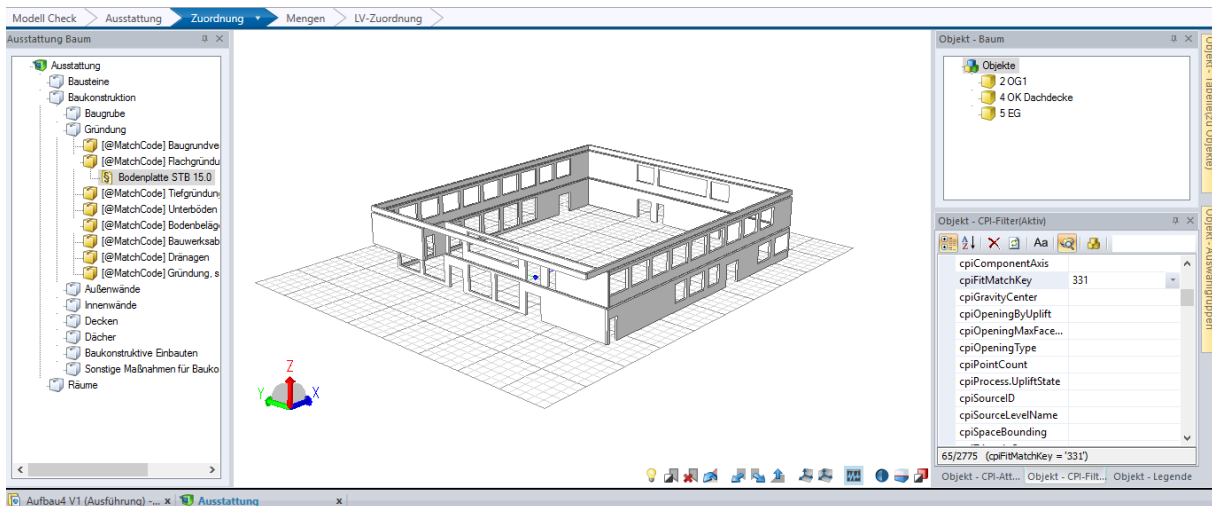 Modell Check
Ausstattung
Zuordnung
Mengen
LV-Zuordnung
Ausstattung Baum
Ausstattung
Bausteine
Baukonstruktion
Baugrube
Gründung
[@MatchCode] Baugrundve
[@MatchCode] Flachgründu
Bodenplatte STB 15.0
[@MatchCode] Tiefgründun
[@MatchCode] Unterböden
[@MatchCode] Bodenbeläg
[@MatchCode] Bauwerksab
[@MatchCode] Dränagen
[@MatchCode] Gründung, s
Außenwände
Innenwände
Decken
Dächer
Baukonstruktive Einbauten
Sonstige Maßnahmen für Bauko
Räume
Z
Y
X
Objekt - Baum
Objekte
2 OG1
4 OK Dachdecke
5 EG
Objekt - CPI-Filter(Aktiv)
Aa
cpiComponentAxis
cpiFitMatchKey 331
cpiGravityCenter
cpiOpeningByUplift
cpiOpeningMaxFace...
cpiOpeningType
cpiPointCount
cpiProcess.UpliftState
cpiSourceID
cpiSourceLevelName
cpiSpaceBounding
65/2775 (cpiFitMatchKey = '331')
Objekt - CPI-Att...
Objekt - CPI-Filt...
Objekt - Legende
Objekt - Tabelle(zu Objekte)
Objekt - Auswahlgruppen
Aufbau4 V1 (Ausführung) -... x
Ausstattung x